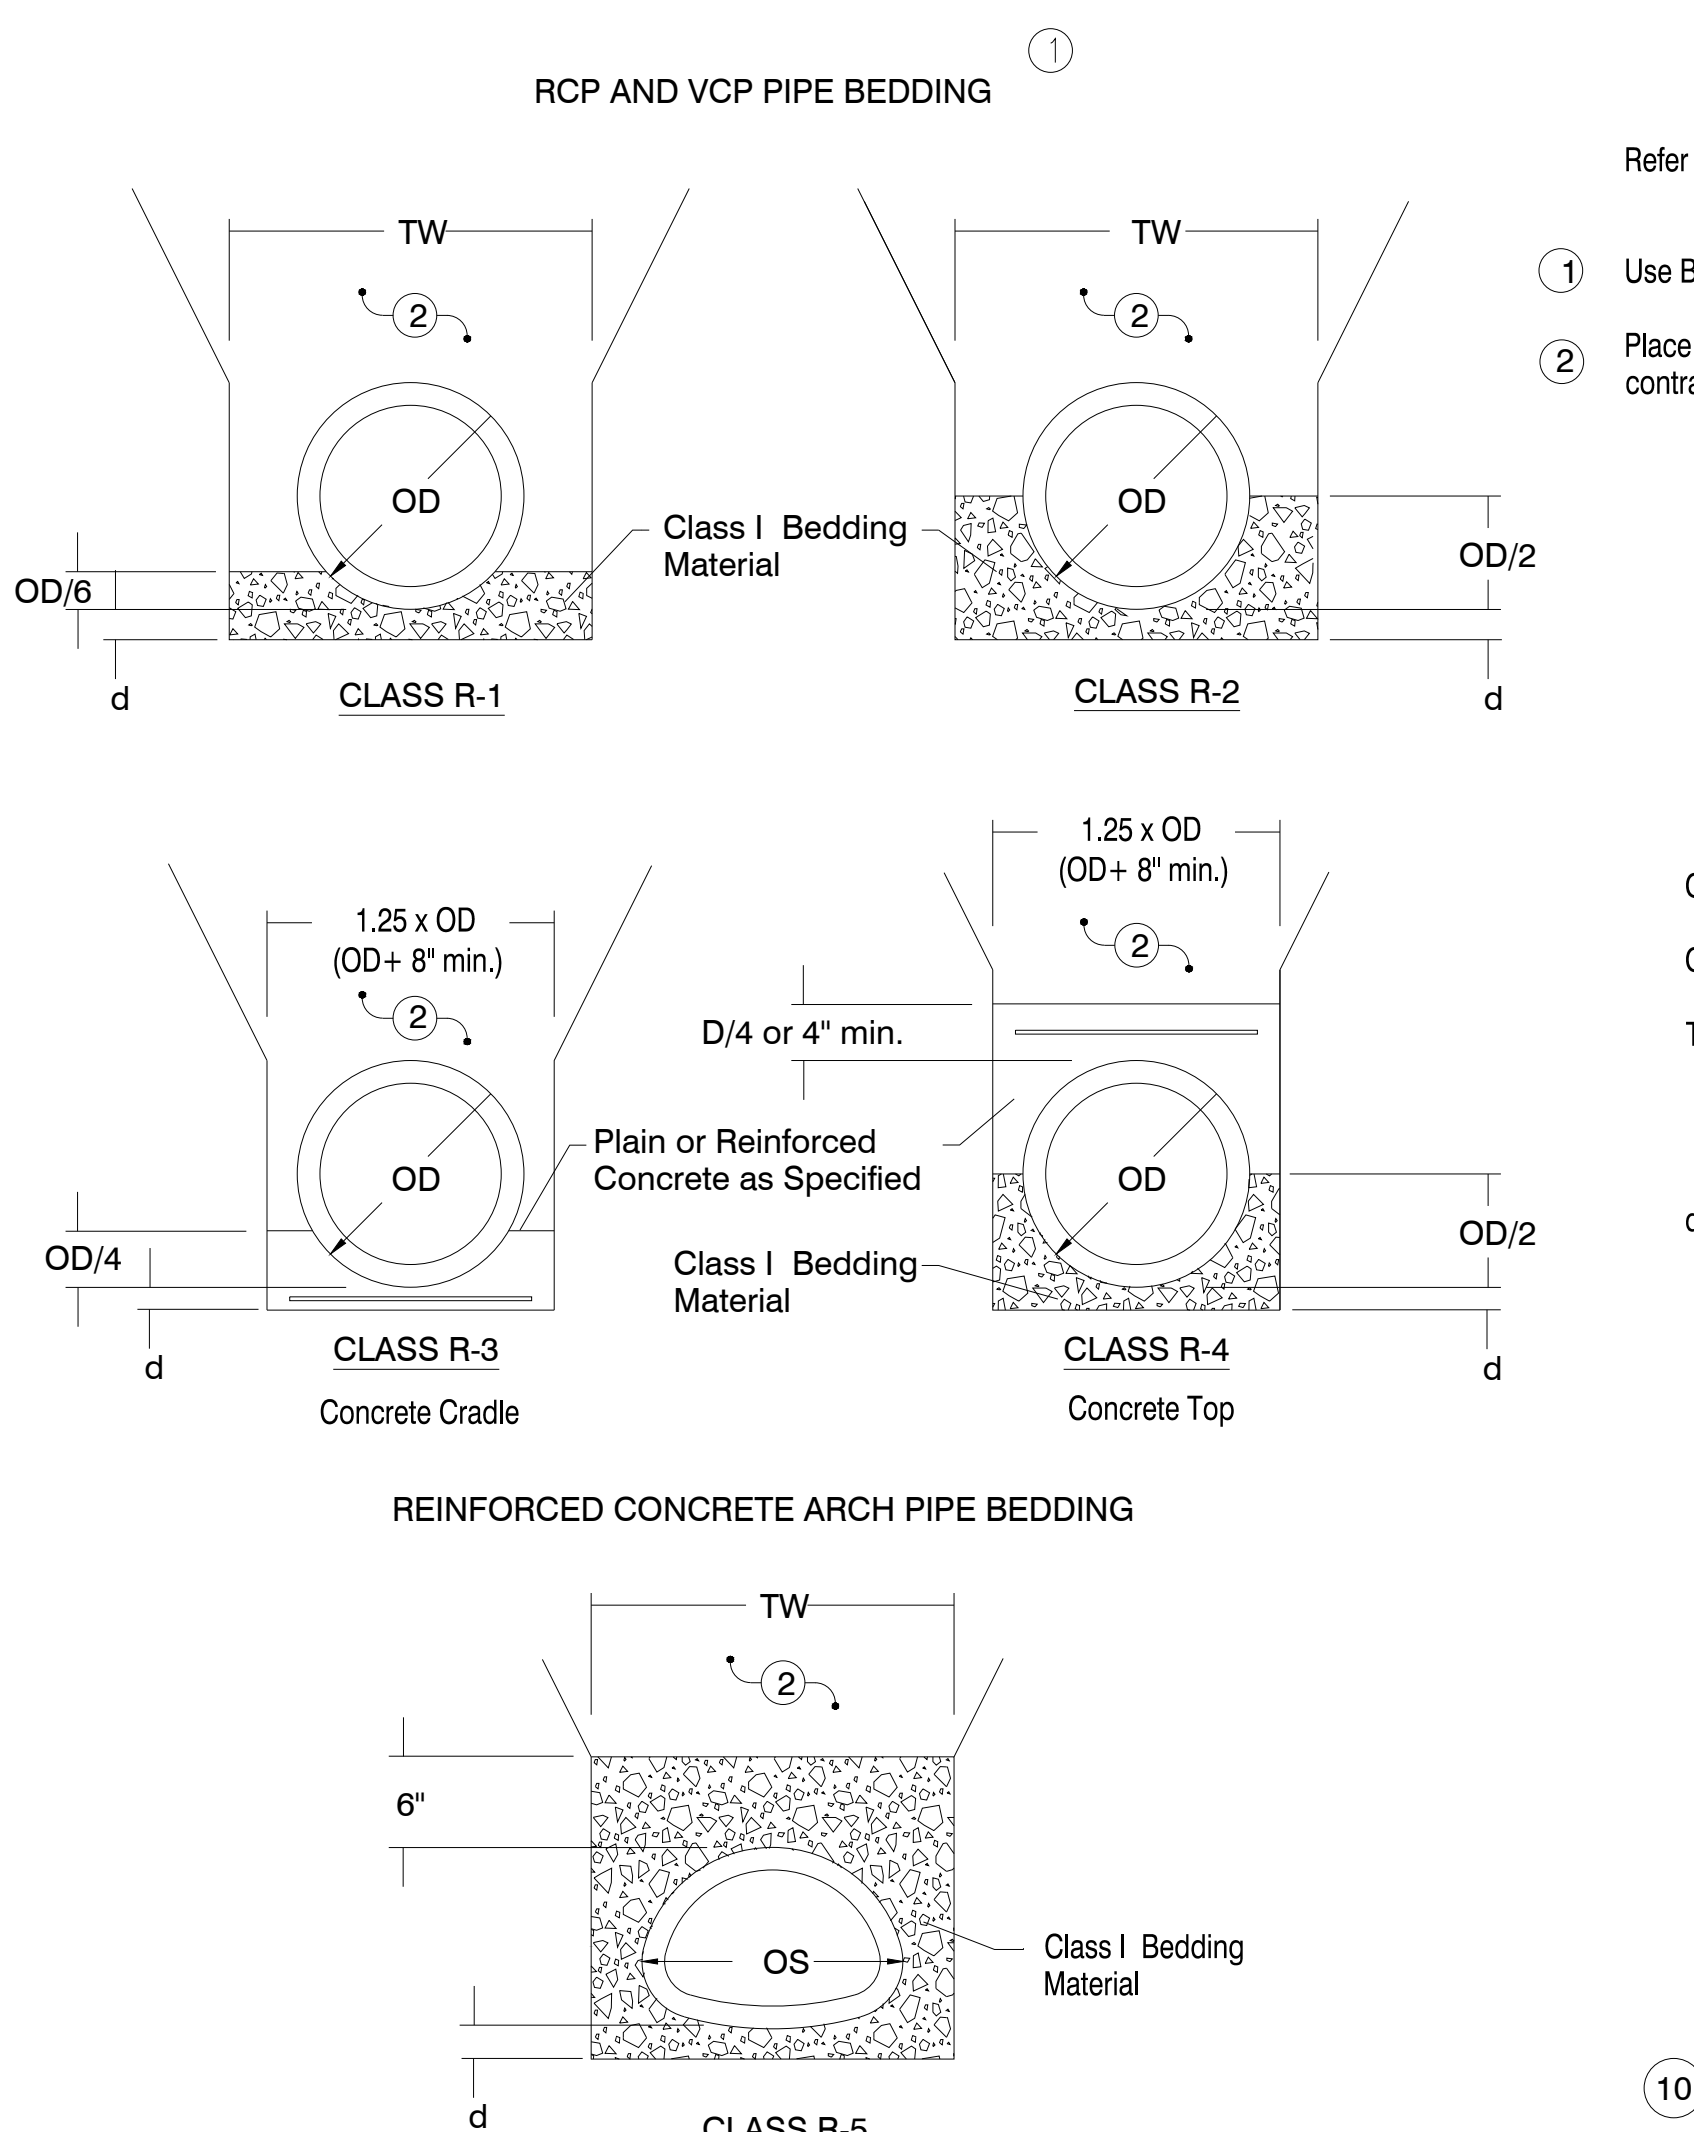 1
RCP AND VCP PIPE BEDDING
Refer
TW
TW
1
Use B
2
2
2
Place
contra
OD
OD
Class I Bedding
Material
OD/6
OD/2
d
CLASS R-1
CLASS R-2
d
1.25 x OD
(OD+ 8" min.)
1.25 x OD
(OD+ 8" min.)
2
2
D/4 or 4" min.
T
Plain or Reinforced
Concrete as Specified
OD
OD
OD/4
OD/2
Class I Bedding
Material
d
CLASS R-3
Concrete Cradle
CLASS R-4
Concrete Top
d
REINFORCED CONCRETE ARCH PIPE BEDDING
TW
2
6"
OS
Class I Bedding
Material
d
CLASS R-5
10